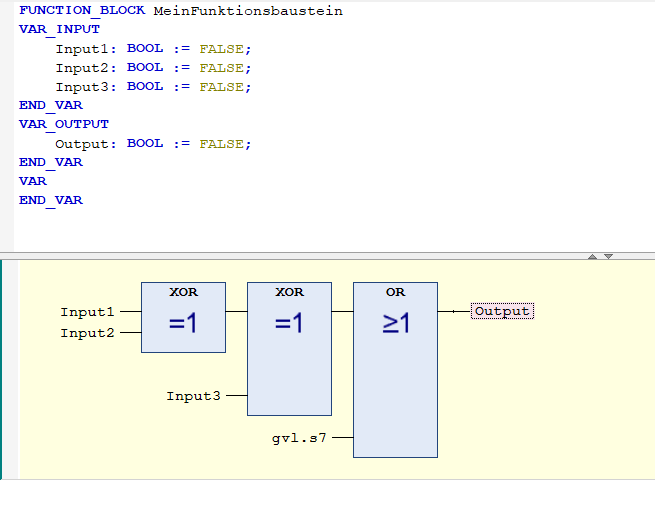 FUNCTION_BLOCK MeinFunktionsbaustein
VAR_INPUT
    Input1: BOOL := FALSE;
    Input2: BOOL := FALSE;
    Input3: BOOL := FALSE;
END_VAR
VAR_OUTPUT
    Output: BOOL := FALSE;
END_VAR
VAR
END_VAR
XOR XOR OR
Input1 =1 =1 ≥1 Output
Input2
Input3
gvl.s7